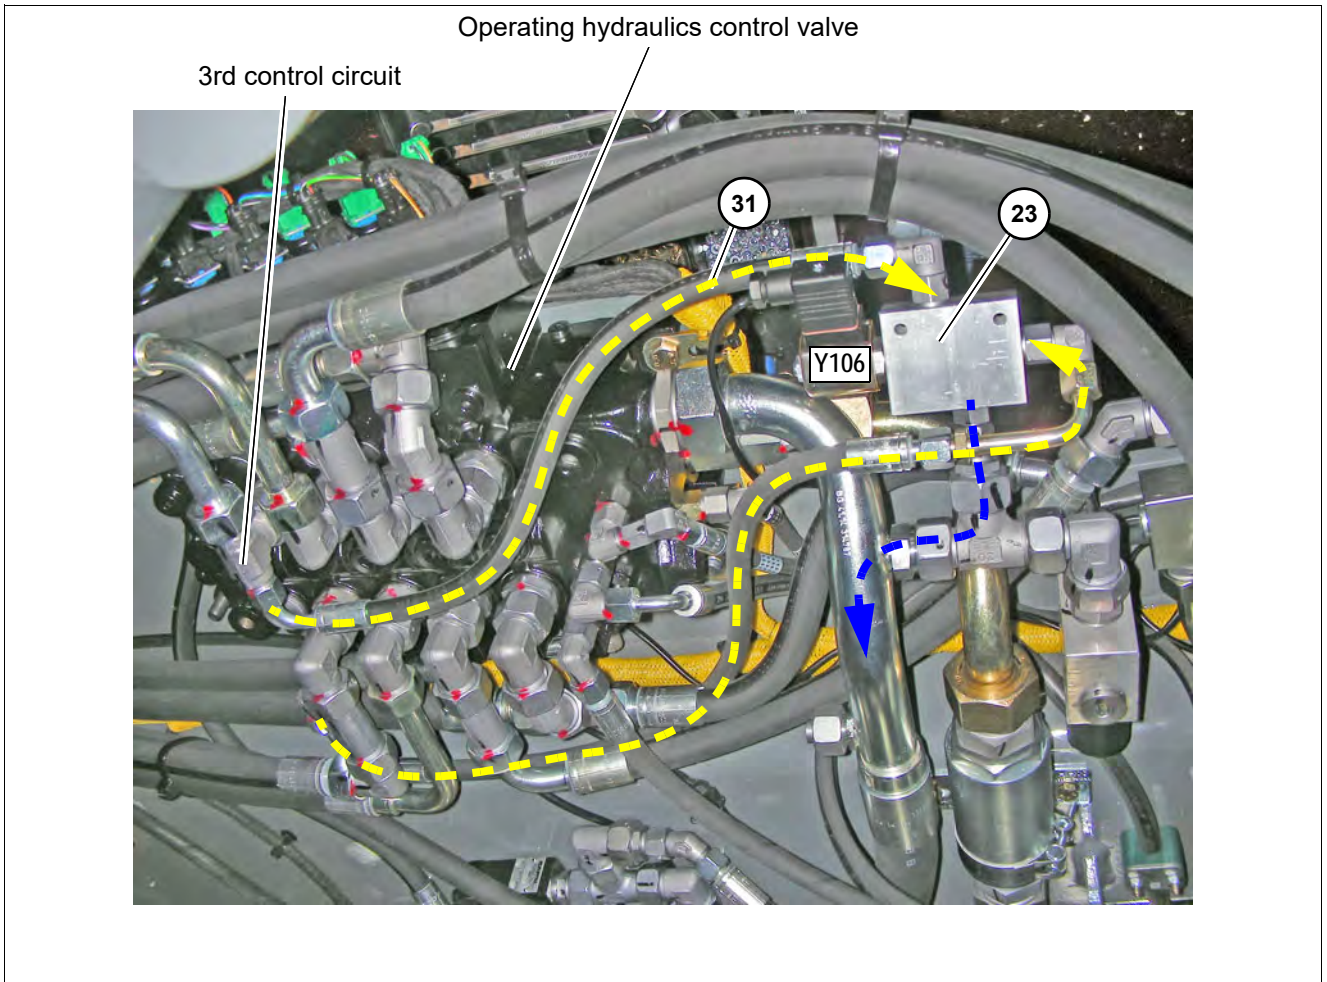 Operating hydraulics control valve
3rd control circuit
31
23
Y106